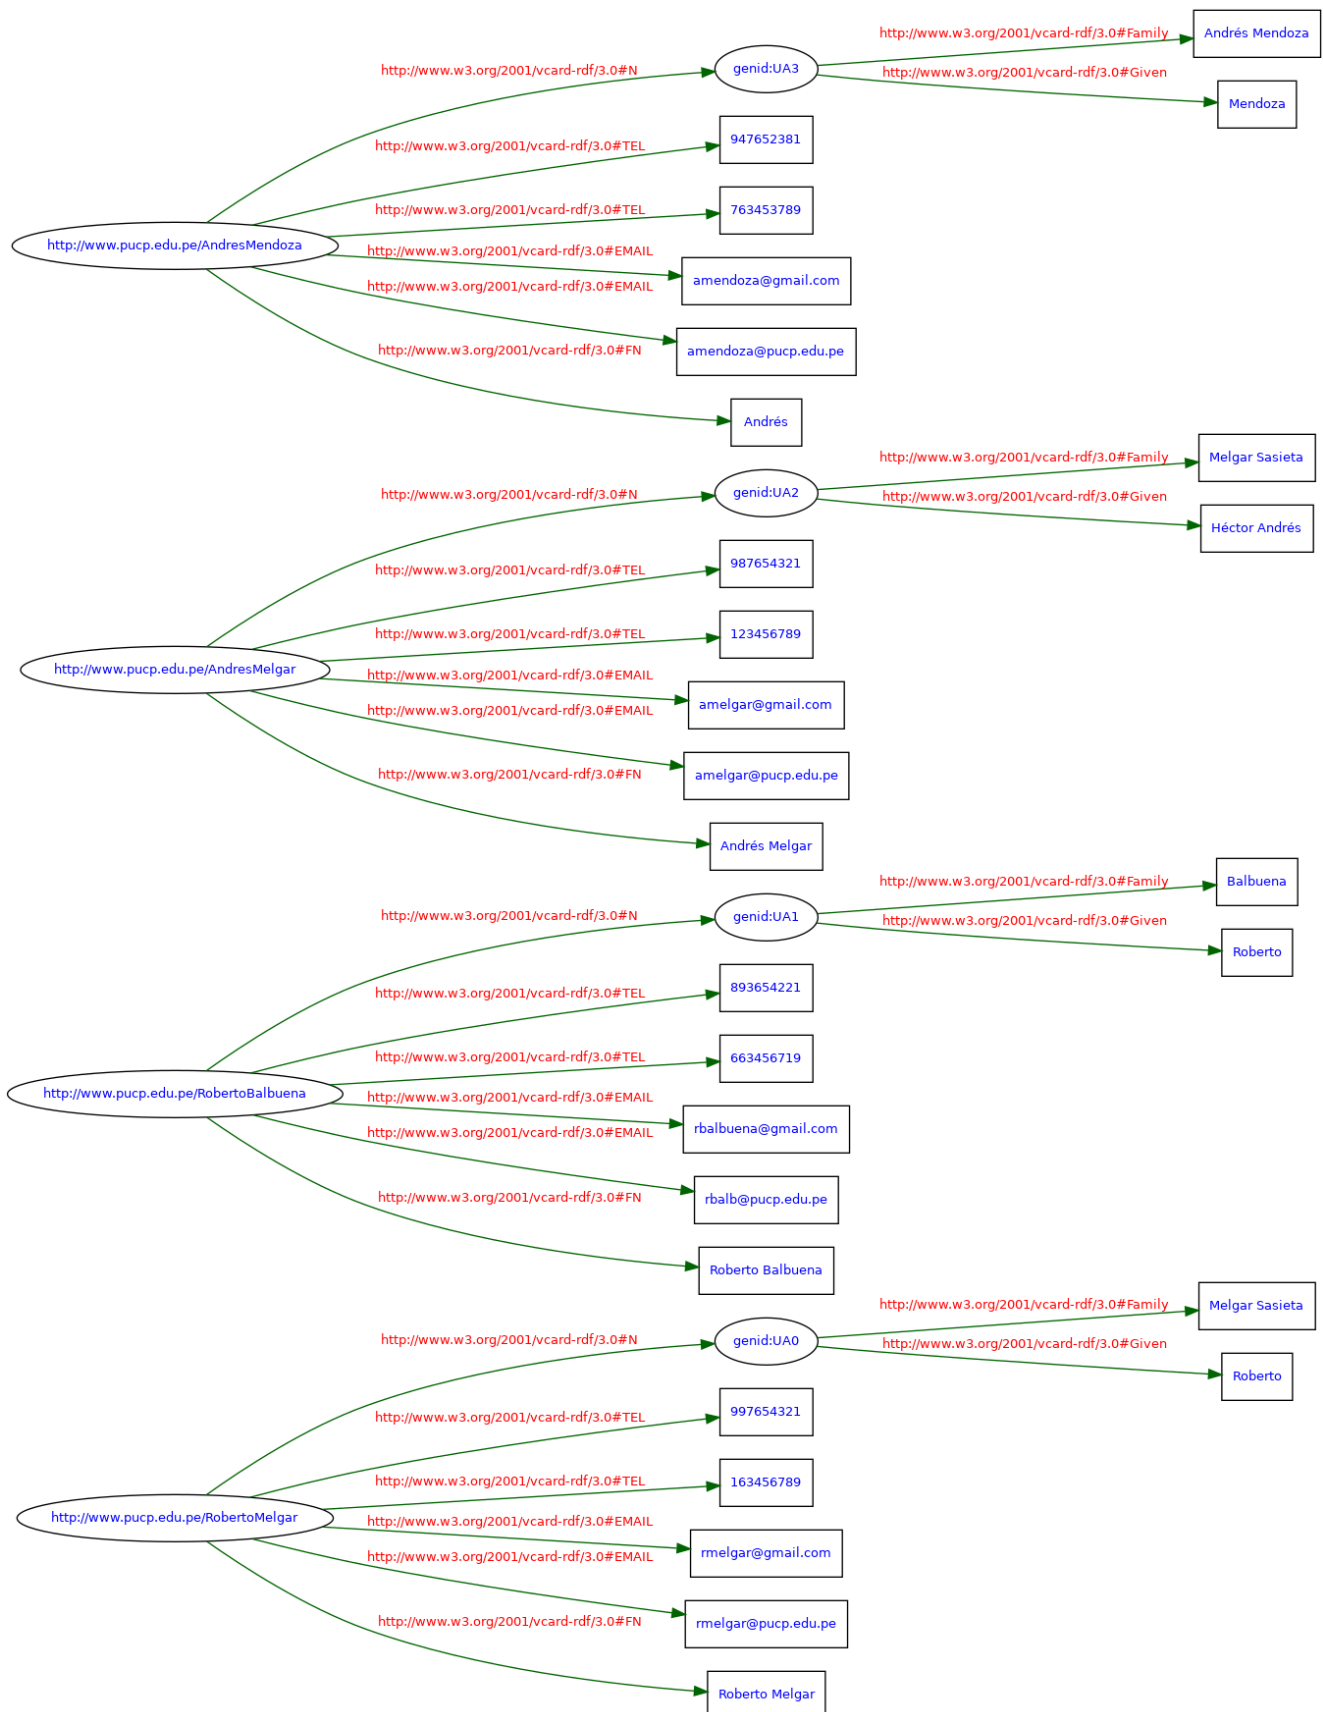 http://www.w3.org/2001/vcard-rdf/3.0#Family
Andrés Mendoza
http://www.w3.org/2001/vcard-rdf/3.0#N
genid:UA3
http://www.w3.org/2001/vcard-rdf/3.0#Given
Mendoza
http://www.w3.org/2001/vcard-rdf/3.0#TEL
947652381
http://www.w3.org/2001/vcard-rdf/3.0#TEL
763453789
http://www.pucp.edu.pe/AndresMendoza
http://www.w3.org/2001/vcard-rdf/3.0#EMAIL
amendoza@gmail.com
http://www.w3.org/2001/vcard-rdf/3.0#EMAIL
amendoza@pucp.edu.pe
http://www.w3.org/2001/vcard-rdf/3.0#FN
Andrés
http://www.w3.org/2001/vcard-rdf/3.0#Family
Melgar Sasieta
http://www.w3.org/2001/vcard-rdf/3.0#N
genid:UA2
http://www.w3.org/2001/vcard-rdf/3.0#Given
Héctor Andrés
http://www.w3.org/2001/vcard-rdf/3.0#TEL
987654321
http://www.w3.org/2001/vcard-rdf/3.0#TEL
123456789
http://www.pucp.edu.pe/AndresMelgar
http://www.w3.org/2001/vcard-rdf/3.0#EMAIL
amelgar@gmail.com
http://www.w3.org/2001/vcard-rdf/3.0#EMAIL
amelgar@pucp.edu.pe
http://www.w3.org/2001/vcard-rdf/3.0#FN
Andrés Melgar
http://www.w3.org/2001/vcard-rdf/3.0#Family
Balbuena
http://www.w3.org/2001/vcard-rdf/3.0#N
genid:UA1
http://www.w3.org/2001/vcard-rdf/3.0#Given
Roberto
http://www.w3.org/2001/vcard-rdf/3.0#TEL
893654221
http://www.w3.org/2001/vcard-rdf/3.0#TEL
663456719
http://www.pucp.edu.pe/RobertoBalbuena
http://www.w3.org/2001/vcard-rdf/3.0#EMAIL
rbalbuena@gmail.com
http://www.w3.org/2001/vcard-rdf/3.0#EMAIL
rbalb@pucp.edu.pe
http://www.w3.org/2001/vcard-rdf/3.0#FN
Roberto Balbuena
http://www.w3.org/2001/vcard-rdf/3.0#Family
Melgar Sasieta
http://www.w3.org/2001/vcard-rdf/3.0#N
genid:UA0
http://www.w3.org/2001/vcard-rdf/3.0#Given
Roberto
http://www.w3.org/2001/vcard-rdf/3.0#TEL
997654321
http://www.w3.org/2001/vcard-rdf/3.0#TEL
163456789
http://www.pucp.edu.pe/RobertoMelgar
http://www.w3.org/2001/vcard-rdf/3.0#EMAIL
rmelgar@gmail.com
http://www.w3.org/2001/vcard-rdf/3.0#EMAIL
rmelgar@pucp.edu.pe
http://www.w3.org/2001/vcard-rdf/3.0#FN
Roberto Melgar